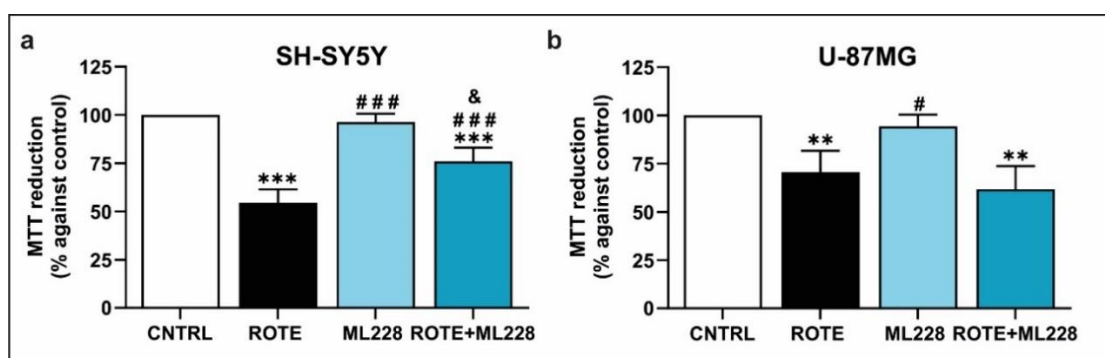 a
SH-SY5Y
MTT reduction
(% against control)
125
100
75
50
25
0
***
###
&
###
***
CNTRL
ROTE
ML228
ROTE+ML228
b
U-87MG
MTT reduction
(% against control)
125
100
75
50
25
0
**
#
**
CNTRL
ROTE
ML228
ROTE+ML228